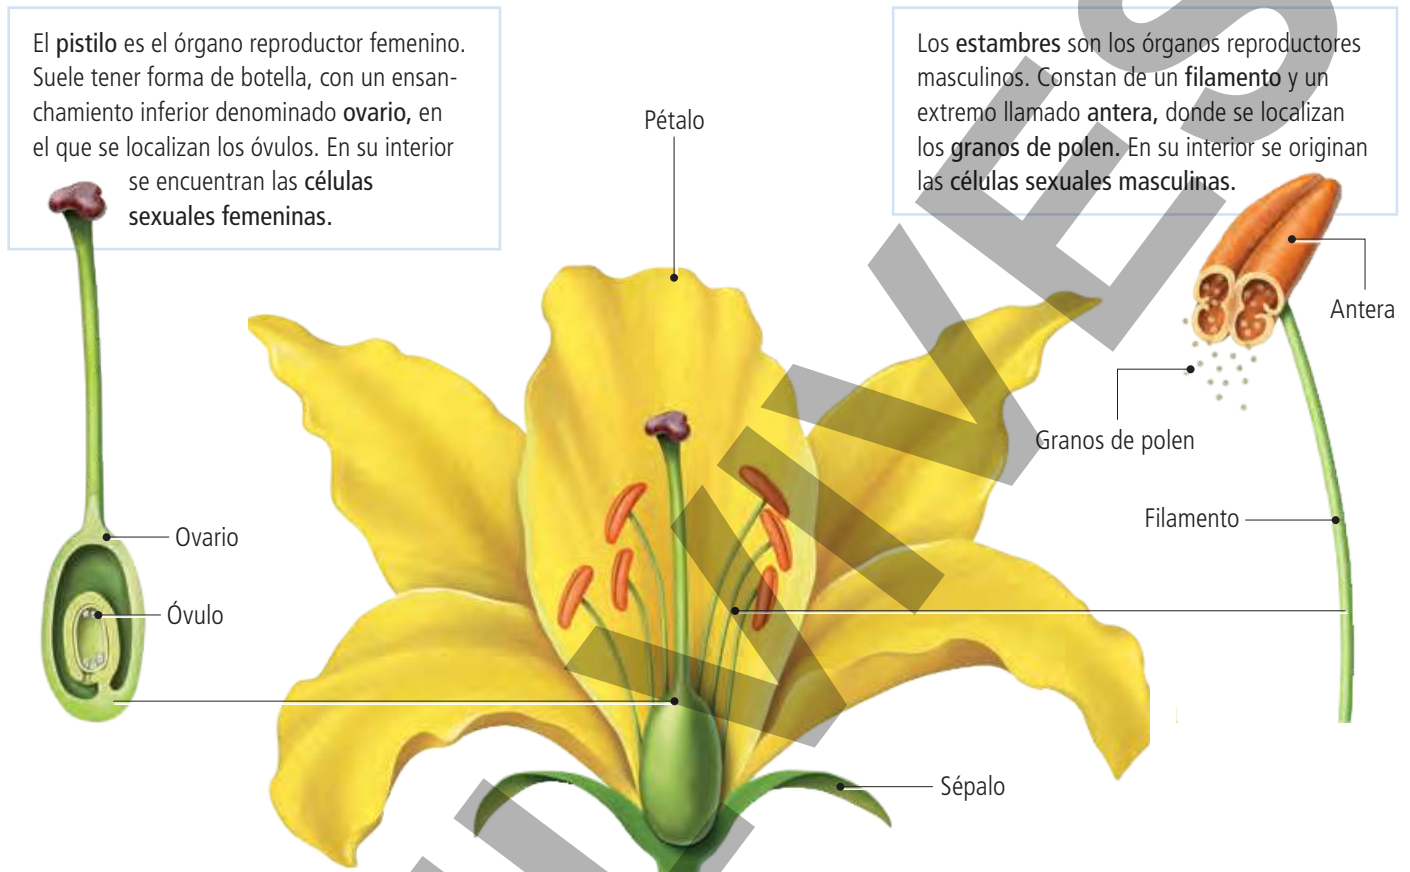 El pistilo es el órgano reproductor femenino.
Suele tener forma de botella, con un ensan-
chamiento inferior denominado ovario, en
el que se localizan los óvulos. En su interior
se encuentran las células
sexuales femeninas.
Los estambres son los órganos reproductores
masculinos. Constan de un filamento y un
extremo llamado antera, donde se localizan
los granos de polen. En su interior se originan
las células sexuales masculinas.
Pétalo
Antera
Granos de polen
Filamento
Ovario
Óvulo
Sépalo